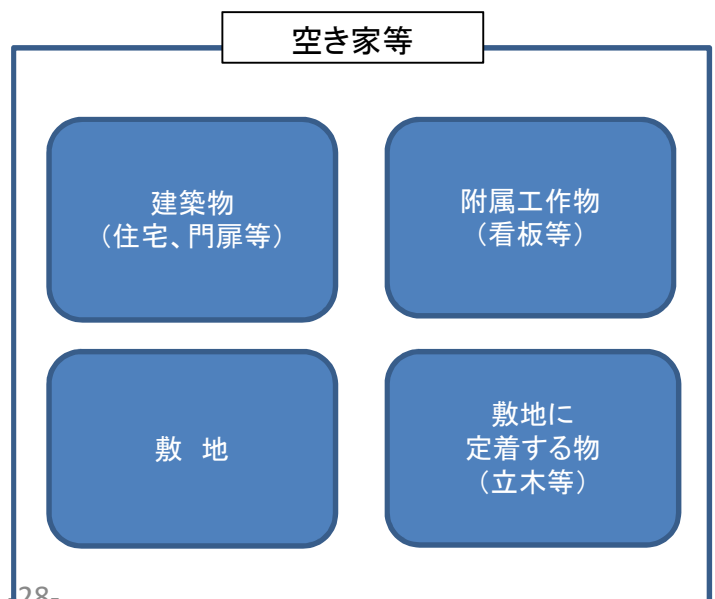 空き家等
建築物
（住宅、門扉等）
附属工作物
（看板等）
敷　地
敷地に
定着する物
（立木等）
-28-